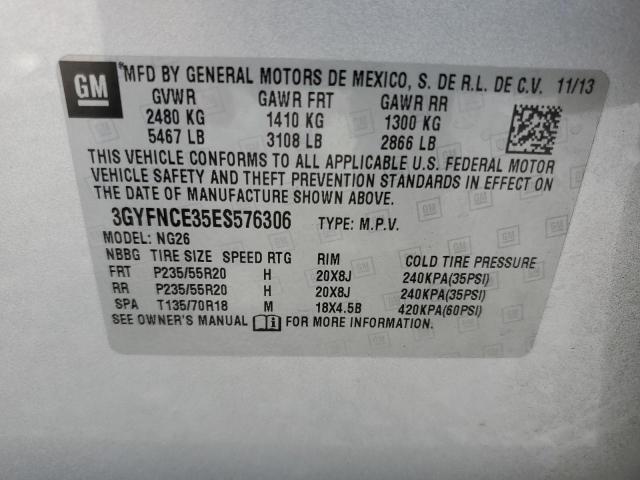 GM
*MFD BY GENERAL MOTORS DE MEXICO, S. DE R.L. DE C.V. 11/13
GVWR GAWR FRT GAWR RR
2480 KG 1410 KG 1300 KG
5467 LB 3108 LB 2866 LB
THIS VEHICLE CONFORMS TO ALL APPLICABLE U.S. FEDERAL MOTOR
VEHICLE SAFETY AND THEFT PREVENTION STANDARDS IN EFFECT ON
THE DATE OF MANUFACTURE SHOWN ABOVE.
3GYFNCE35ES576306 TYPE: M.P.V.
MODEL: NG26
NBBG TIRE SIZE SPEED RTG RIM COLD TIRE PRESSURE
FRT P235/55R20 H 20X8J 240KPA(35PSI)
RR P235/55R20 H 20X8J 240KPA(35PSI)
SPA T135/70R18 M 18X4.5B 420KPA(60PSI)
SEE OWNER'S MANUAL FOR MORE INFORMATION.